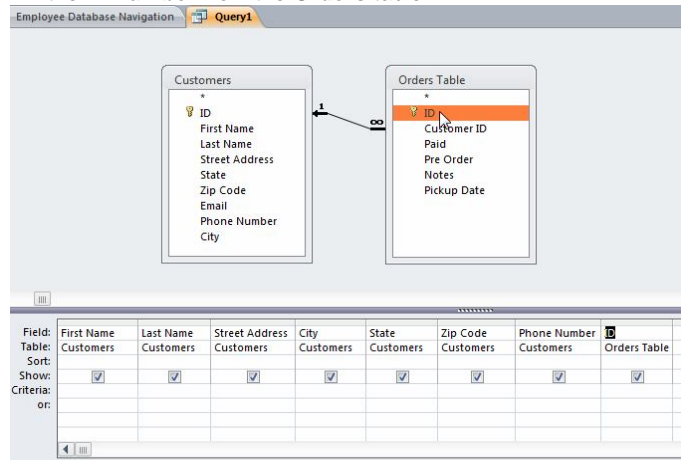 Employee Database Navigation
Query1
Customers
*
ID
First Name
Last Name
Street Address
State
Zip Code
Email
Phone Number
City
1
∞
Orders Table
*
ID
Customer ID
Paid
Pre Order
Notes
Pickup Date
Field: First Name Last Name Street Address City State Zip Code Phone Number ID
Table: Customers Customers Customers Customers Customers Customers Customers Orders Table
Sort:
Show:
Criteria:
or: